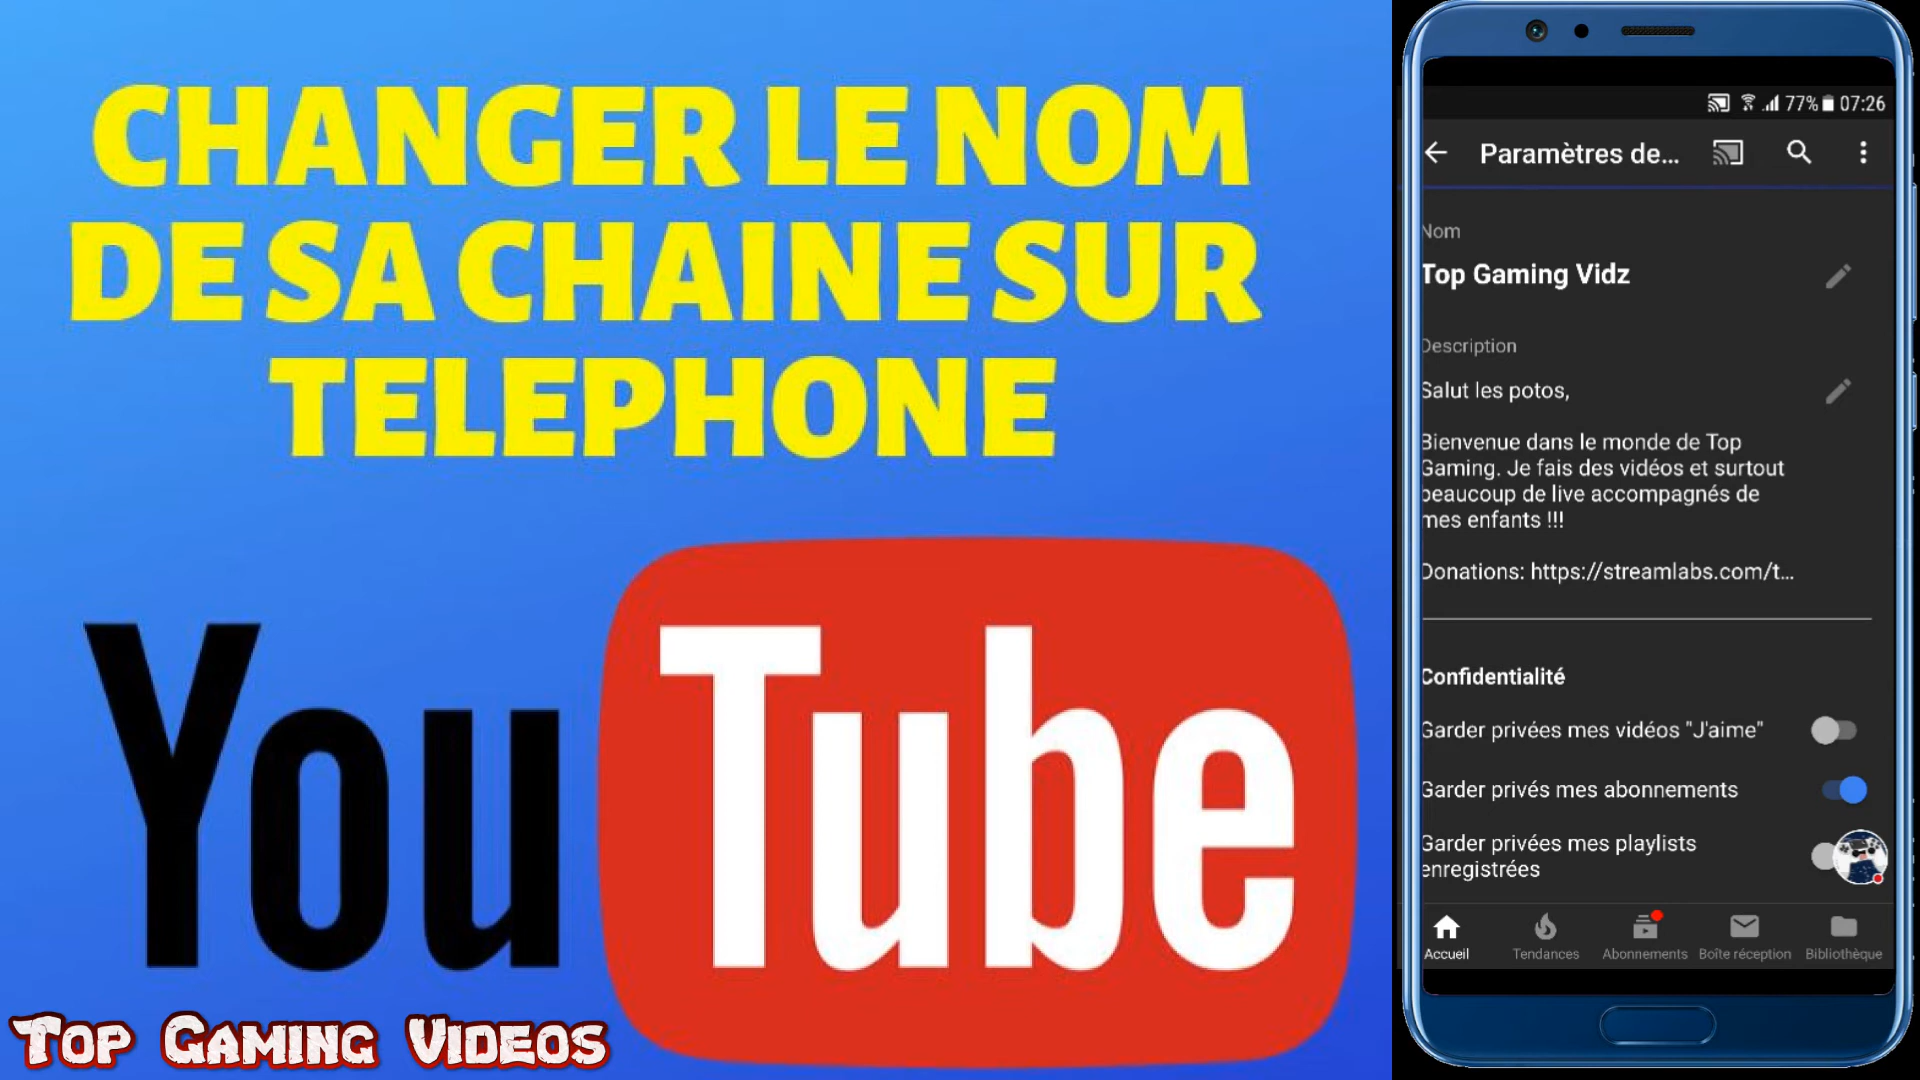 CHANGER LE NOM
DE SA CHAINE SUR
TELEPHONE
YouTube
TOP GAMING VIDEOS
77% 07:26
Paramètres de...
Nom
Top Gaming Vidz
Description
Salut les potos,
Bienvenue dans le monde de Top
Gaming. Je fais des vidéos et surtout
beaucoup de live accompagnés de
mes enfants !!!
Donations: https://streamlabs.com/t...
Confidentialité
Garder privées mes vidéos "J'aime"
Garder privés mes abonnements
Garder privées mes playlists
enregistrées
Accueil Tendances Abonnements Boîte réception Bibliothèque